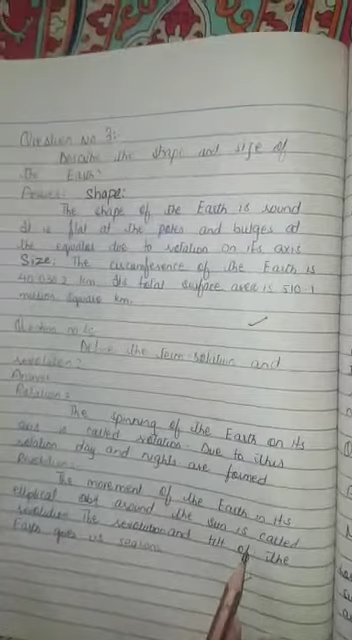 Question No 3:-
Describe the shape and size of
the Earth?
Answer: Shape:
The shape of the Earth is round
It is flat at the poles and bulges at
the equator due to rotation on its axis
Size: The circumference of the Earth is
km. Its total surface area is 510.1
million square km.
Question no
Define the term rotation and
revolution?
Answer:
Rotation:
The spinning of the Earth on its
axis is called rotation. Due to this
rotation day and nights are formed
Revolution:-
The movement of the Earth in its
elliptical around the sun is called
revolution The revolution and tilt of the
Earth gives us seasons